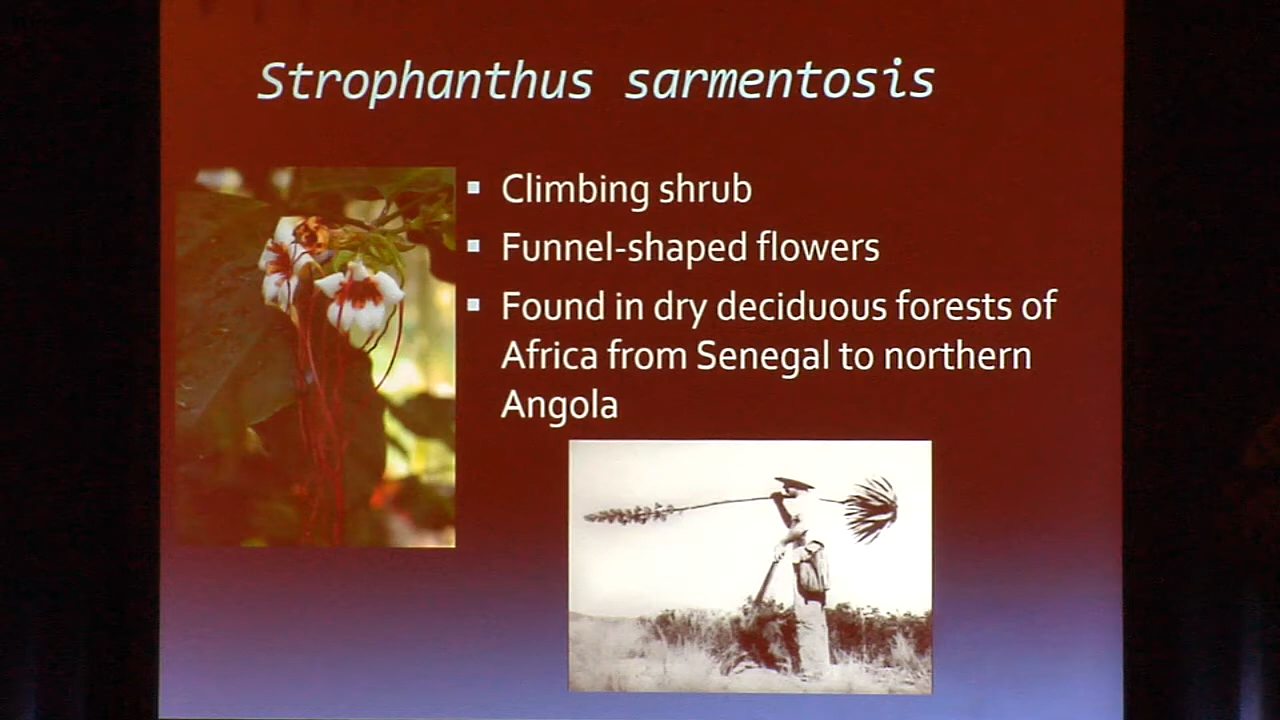 Strophanthus sarmentosis
▪ Climbing shrub
▪ Funnel-shaped flowers
▪ Found in dry deciduous forests of
Africa from Senegal to northern
Angola